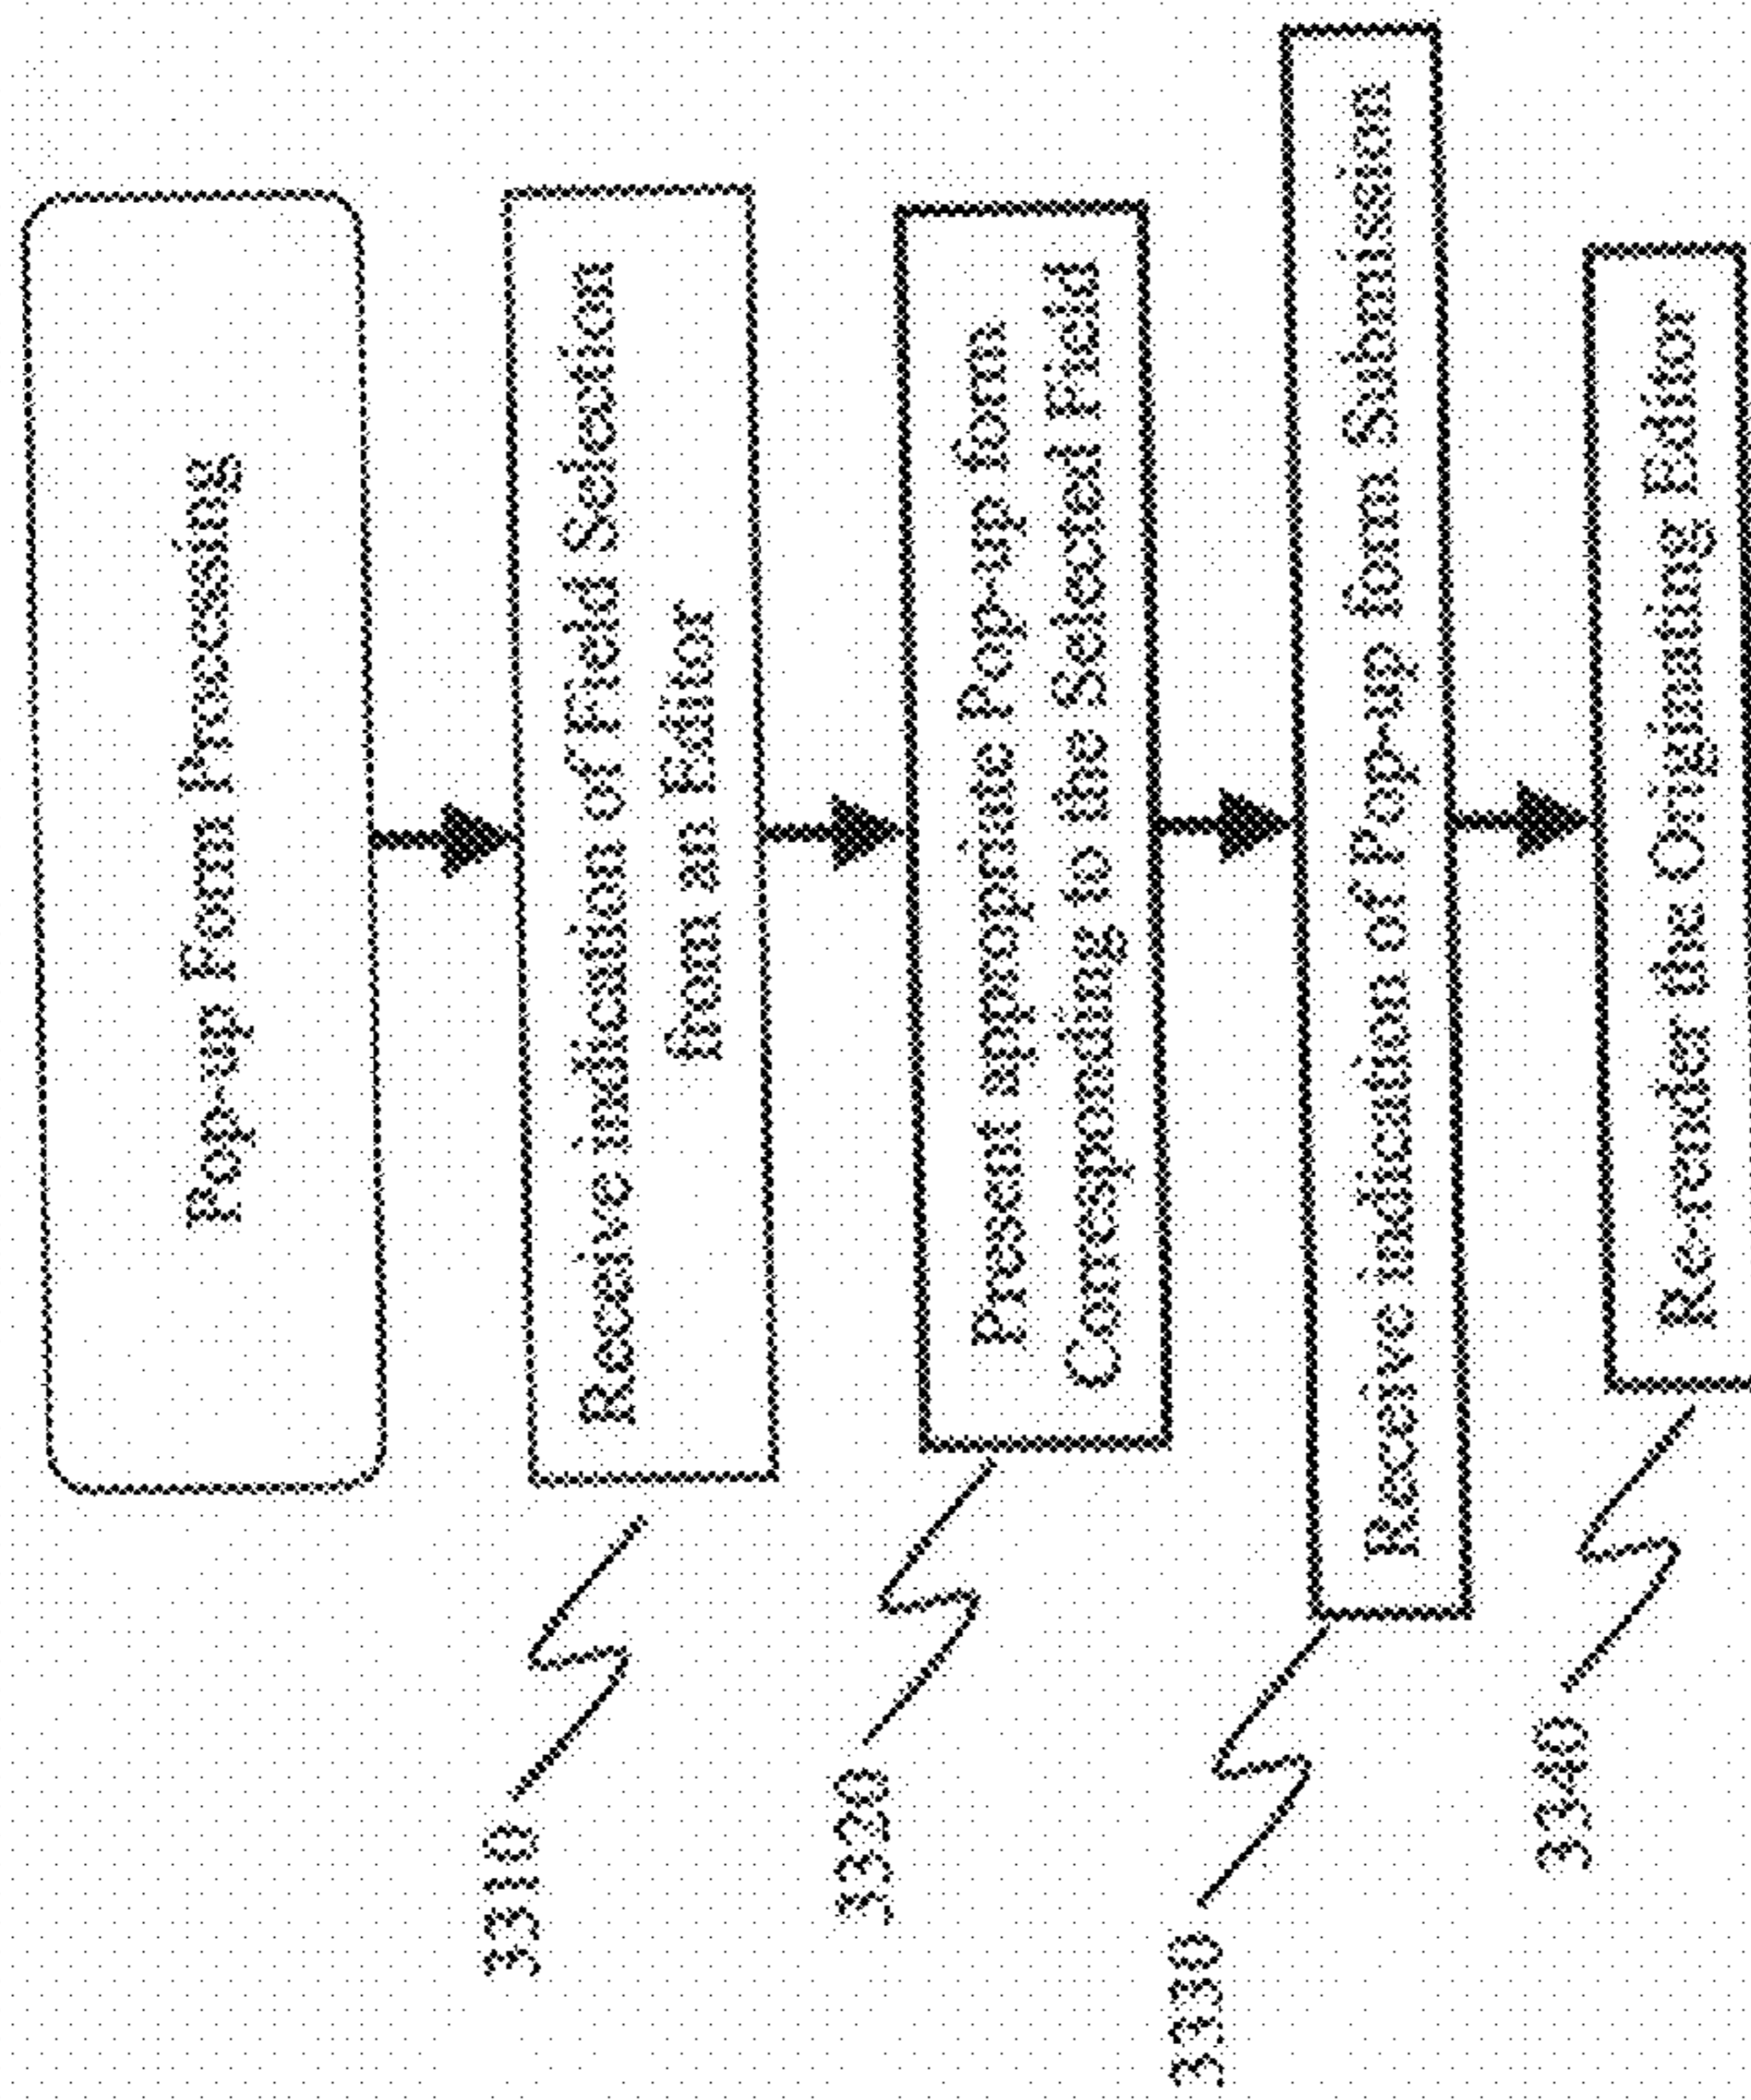 Pop-up Form Processing
3310
Receive indication of Field Selection
from an Editor
3320
Present appropriate Pop-up form
Corresponding to the Selected Field
3330
Receive indication of Pop-up form Submission
3340
Re-render the Originating Editor